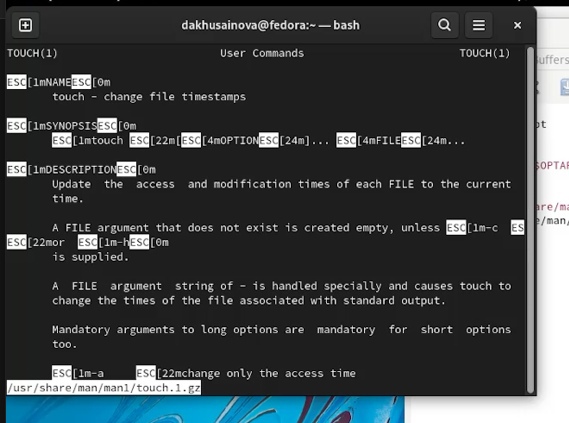 dakhusainova@fedora:~ — bash
TOUCH(1) User Commands TOUCH(1)
ESC[1mNAMEESC[0m
touch - change file timestamps
ESC[1mSYNOPSISESC[0m
ESC[1mtouch ESC[22m[ESC[4mOPTIONESC[24m]... ESC[4mFILEESC[24m...
ESC[1mDESCRIPTIONESC[0m
Update the access and modification times of each FILE to the current
time.
A FILE argument that does not exist is created empty, unless ESC[1m-c ES
ESC[22mor ESC[1m-hESC[0m
is supplied.
A FILE argument string of - is handled specially and causes touch to
change the times of the file associated with standard output.
Mandatory arguments to long options are mandatory for short options
too.
ESC[1m-a ESC[22mchange only the access time
/usr/share/man/man1/touch.1.gz
uffers
pt
SOPTAR
are/ma
e/man/